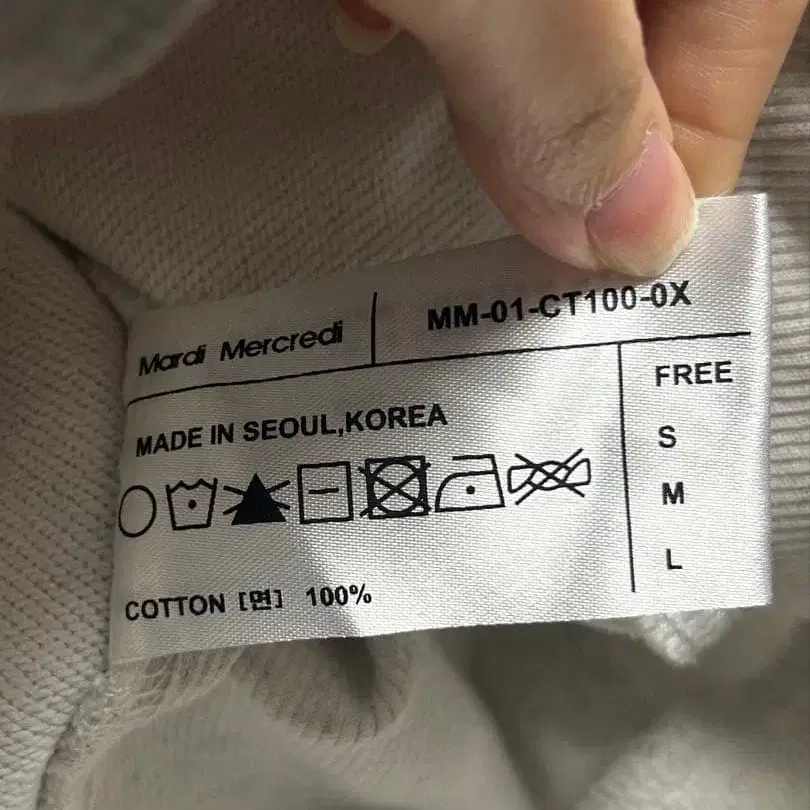 Mardi Mercredi
MM-01-CT100-0X
MADE IN SEOUL,KOREA
COTTON [면] 100%
FREE
S
M
L